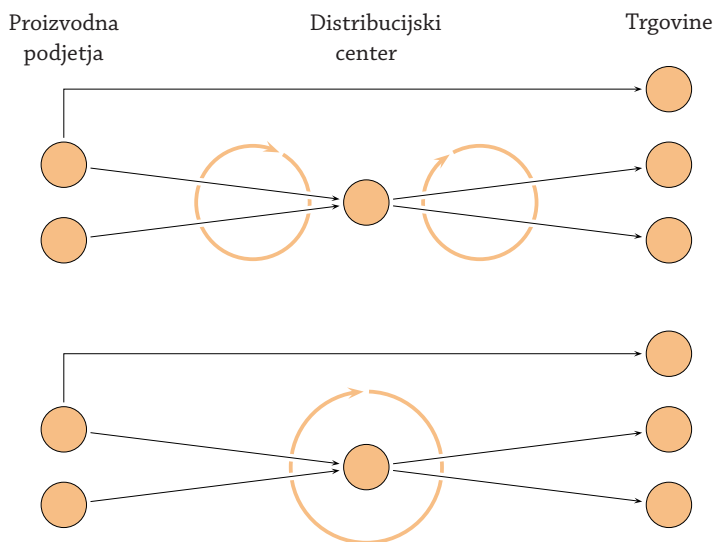 Proizvodna
podjetja
Distribucijski
center
Trgovine